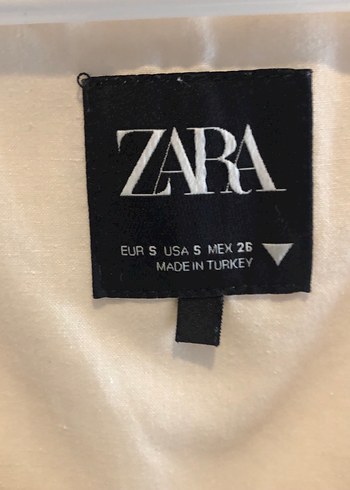 ZARA
EUR S USA S MEX 26
MADE IN TURKEY